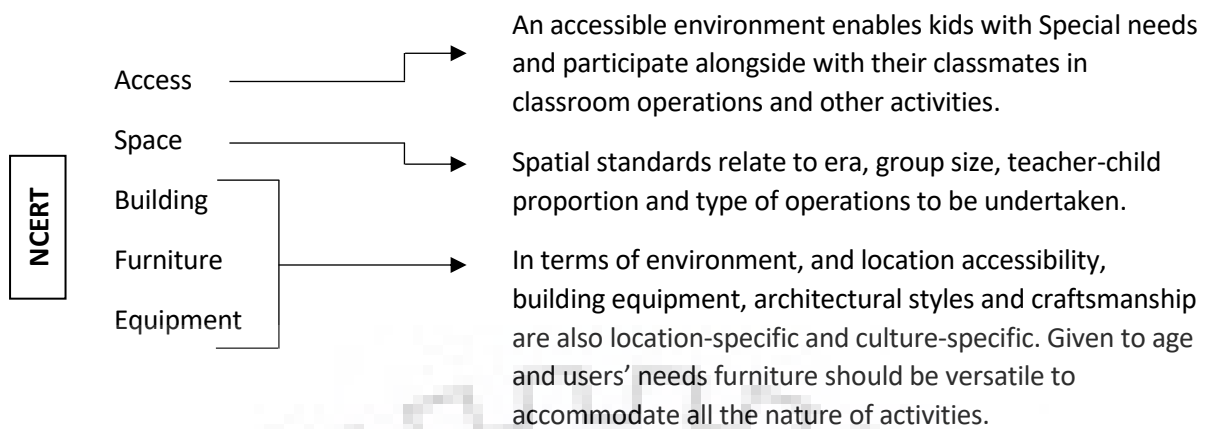 NCERT
Access
Space
Building
Furniture
Equipment
An accessible environment enables kids with Special needs
and participate alongside with their classmates in
classroom operations and other activities.
Spatial standards relate to era, group size, teacher-child
proportion and type of operations to be undertaken.
In terms of environment, and location accessibility,
building equipment, architectural styles and craftsmanship
are also location-specific and culture-specific. Given to age
and users’ needs furniture should be versatile to
accommodate all the nature of activities.